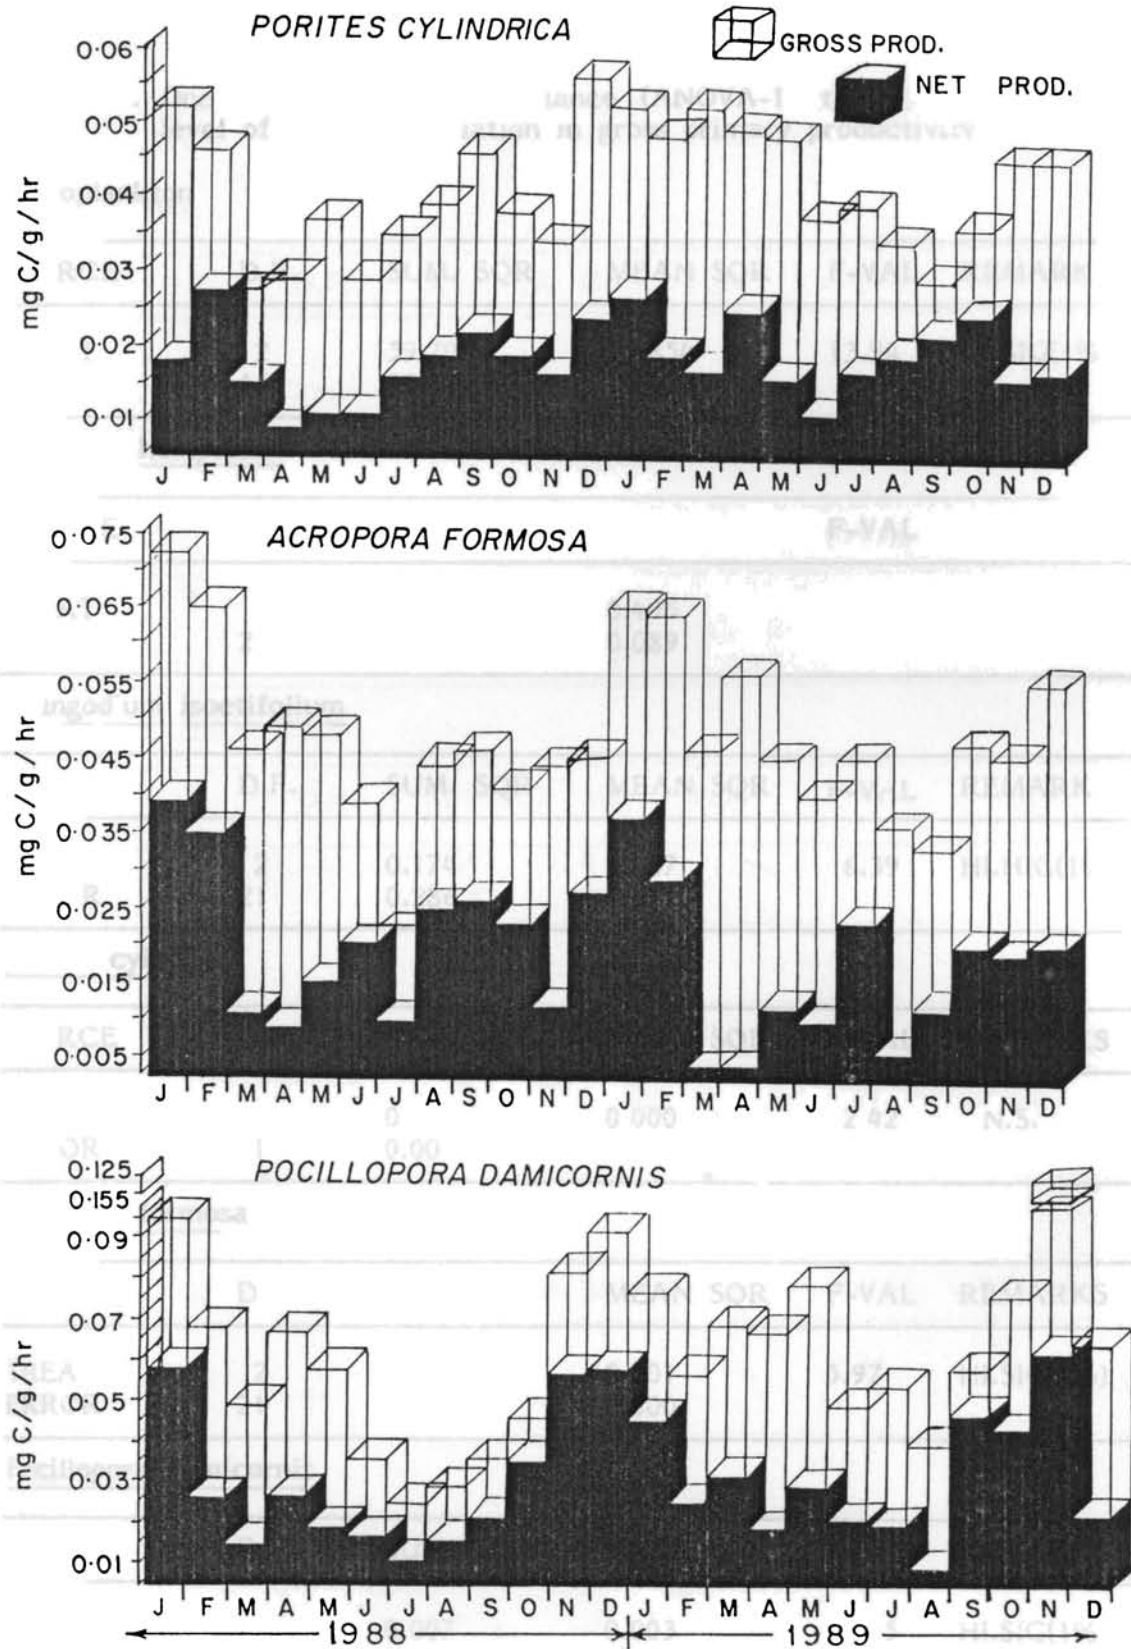 PORITES CYLINDRICA
GROSS PROD.
NET PROD.
mg C/g/hr
0·06
0·05
0·04
0·03
0·02
0·01
J F M A M J J A S O N D J F M A M J J A S O N D
ACROPORA FORMOSA
mg C/g/hr
0·075
0·065
0·055
0·045
0·035
0·025
0·015
0·005
J F M A M J J A S O N D J F M A M J J A S O N D
POCILLOPORA DAMICORNIS
mg C/g/hr
0·125
0·155
0·09
0·07
0·05
0·03
0·01
J F M A M J J A S O N D J F M A M J J A S O N D
1988
1989